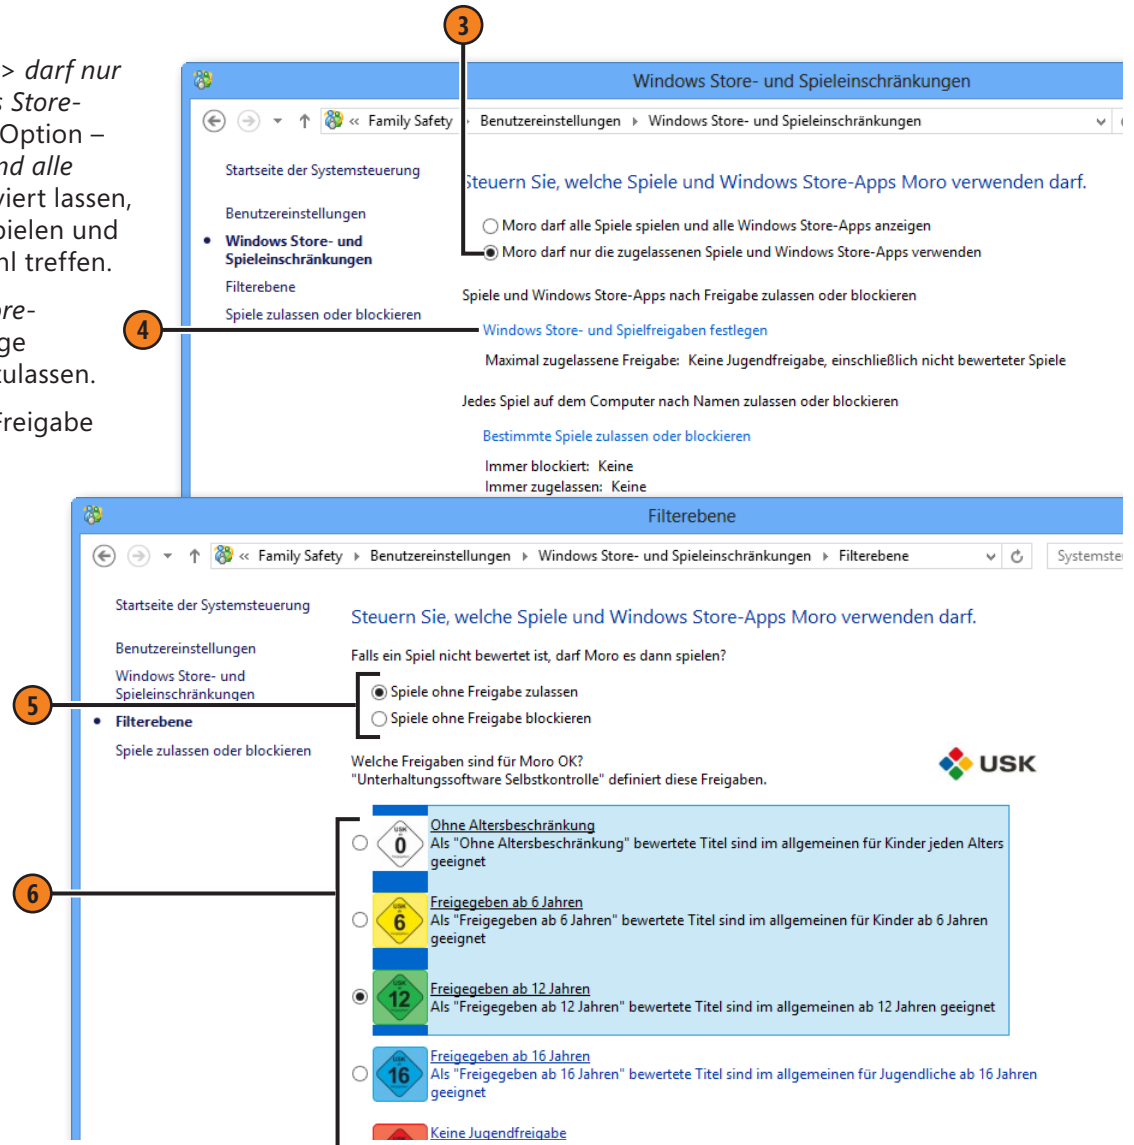 3
> darf nur
s Store-
Option –
nd alle
viert lassen,
pielen und
hl treffen.
ore-
ge
zulassen.
Freigabe
Windows Store- und Spieleinschränkungen
« Family Safety Benutzereinstellungen Windows Store- und Spieleinschränkungen
Startseite der Systemsteuerung
Benutzereinstellungen
• Windows Store- und
Spieleinschränkungen
Filterebene
Spiele zulassen oder blockieren
Steuern Sie, welche Spiele und Windows Store-Apps Moro verwenden darf.
Moro darf alle Spiele spielen und alle Windows Store-Apps anzeigen
Moro darf nur die zugelassenen Spiele und Windows Store-Apps verwenden
Spiele und Windows Store-Apps nach Freigabe zulassen oder blockieren
4
Windows Store- und Spielfreigaben festlegen
Maximal zugelassene Freigabe: Keine Jugendfreigabe, einschließlich nicht bewerteter Spiele
Jedes Spiel auf dem Computer nach Namen zulassen oder blockieren
Bestimmte Spiele zulassen oder blockieren
Immer blockiert: Keine
Immer zugelassen: Keine
Filterebene
« Family Safety Benutzereinstellungen Windows Store- und Spieleinschränkungen Filterebene
Systemste
Startseite der Systemsteuerung
Benutzereinstellungen
Windows Store- und
Spieleinschränkungen
• Filterebene
Spiele zulassen oder blockieren
Steuern Sie, welche Spiele und Windows Store-Apps Moro verwenden darf.
Falls ein Spiel nicht bewertet ist, darf Moro es dann spielen?
5
Spiele ohne Freigabe zulassen
Spiele ohne Freigabe blockieren
Welche Freigaben sind für Moro OK?
"Unterhaltungssoftware Selbstkontrolle" definiert diese Freigaben.
USK
6
USK
0
Ohne Altersbeschränkung
Als "Ohne Altersbeschränkung" bewertete Titel sind im allgemeinen für Kinder jeden Alters
geeignet
USK
6
Freigegeben ab 6 Jahren
Als "Freigegeben ab 6 Jahren" bewertete Titel sind im allgemeinen für Kinder ab 6 Jahren
geeignet
USK
12
Freigegeben ab 12 Jahren
Als "Freigegeben ab 12 Jahren" bewertete Titel sind im allgemeinen ab 12 Jahren geeignet
USK
16
Freigegeben ab 16 Jahren
Als "Freigegeben ab 16 Jahren" bewertete Titel sind im allgemeinen für Jugendliche ab 16 Jahren
geeignet
Keine Jugendfreigabe